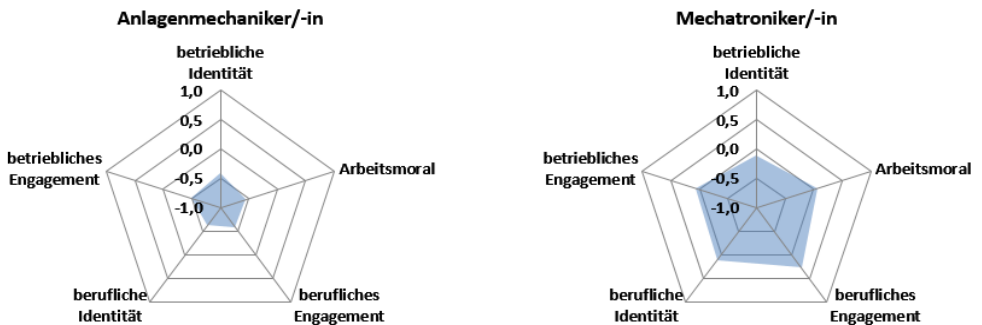 Anlagenmechaniker/-in
betriebliche
Identität
1,0
0,5
0,0
-0,5
-1,0
betriebliches
Engagement
Arbeitsmoral
berufliche
Identität
berufliches
Engagement
Mechatroniker/-in
betriebliche
Identität
1,0
0,5
0,0
-0,5
-1,0
betriebliches
Engagement
Arbeitsmoral
berufliche
Identität
berufliches
Engagement